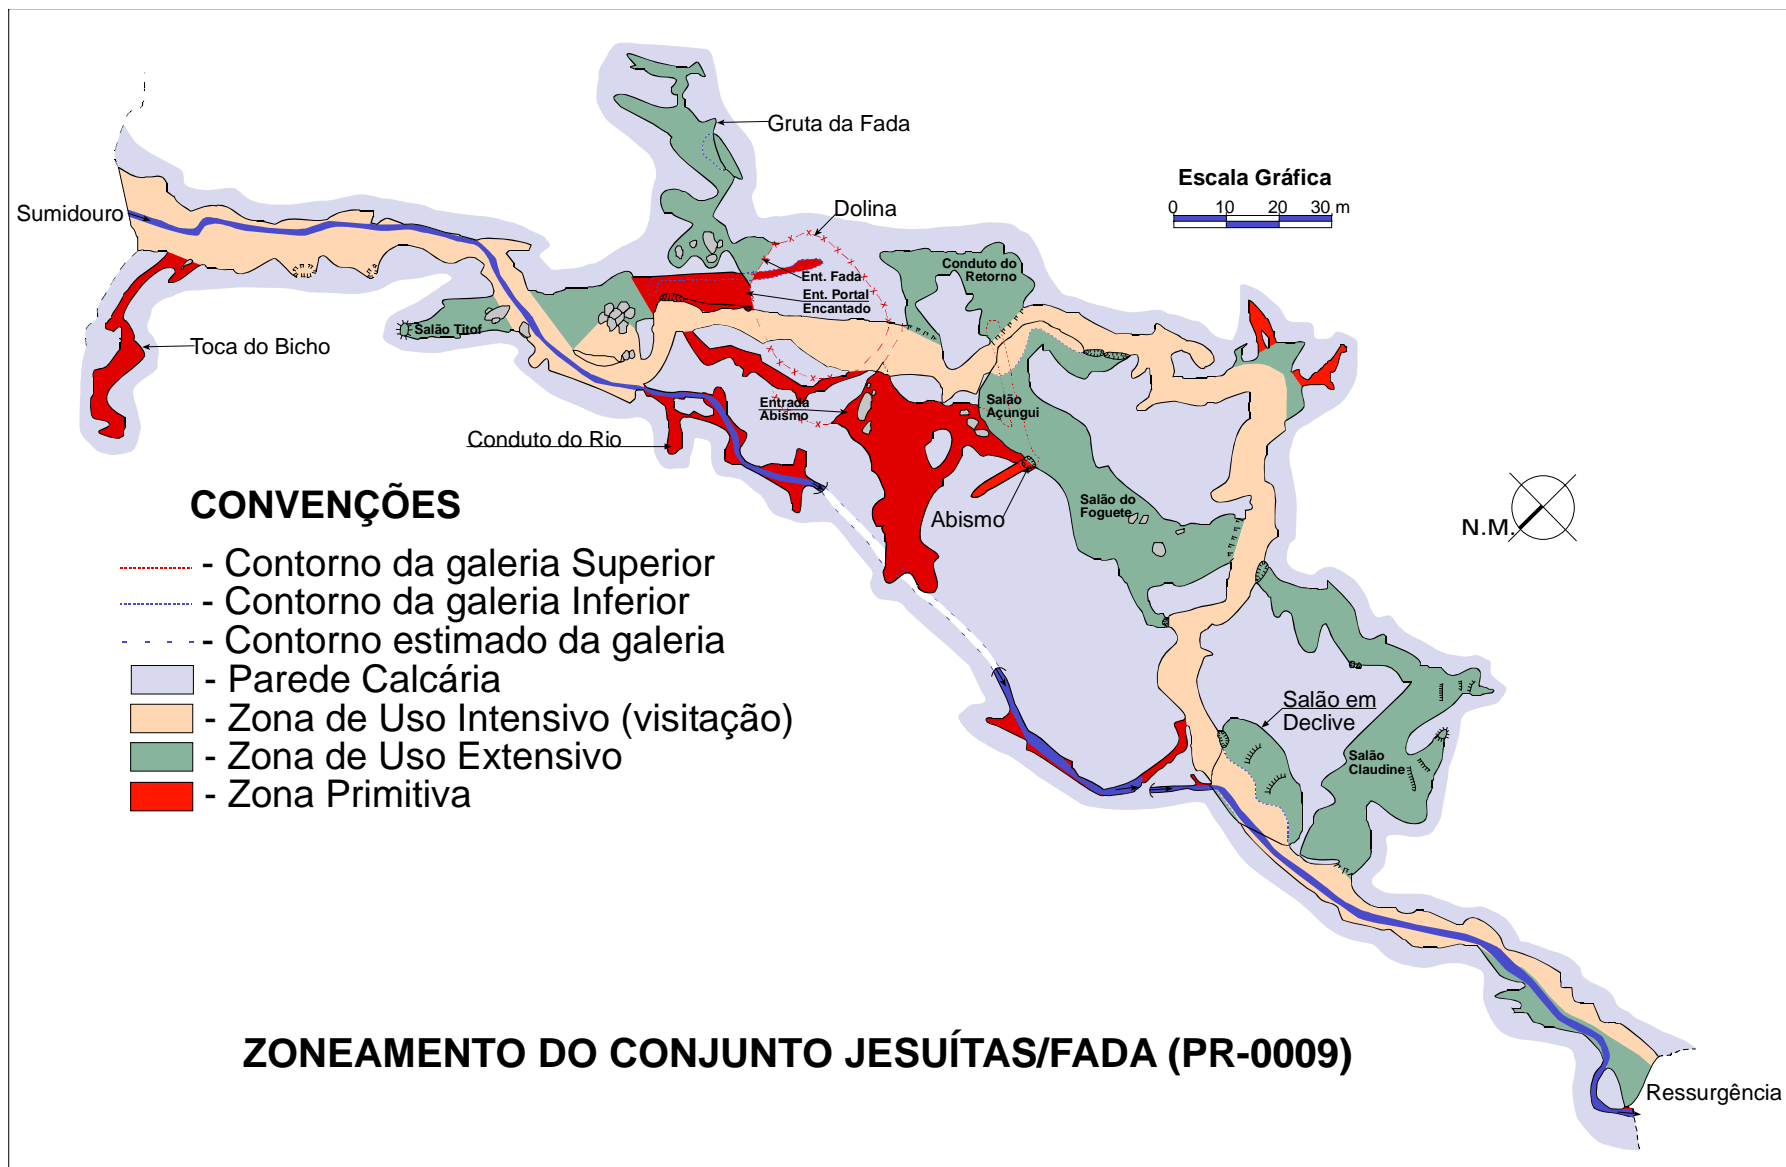 Gruta da Fada
Escala Gráfica
0 10 20 30 m
Sumidouro
Dolina
Conduto do
Retorno
Ent. Fada
Ent. Portal
Encantado
Salão Titof
Toca do Bicho
Entrada
Abismo
Salão
Açungui
Conduto do Rio
Salão do
Foguete
Abismo
N.M.
CONVENÇÕES
- Contorno da galeria Superior
- Contorno da galeria Inferior
- Contorno estimado da galeria
- Parede Calcária
- Zona de Uso Intensivo (visitação)
- Zona de Uso Extensivo
- Zona Primitiva
Salão em
Declive
Salão
Claudine
ZONEAMENTO DO CONJUNTO JESUÍTAS/FADA (PR-0009)
Ressurgência